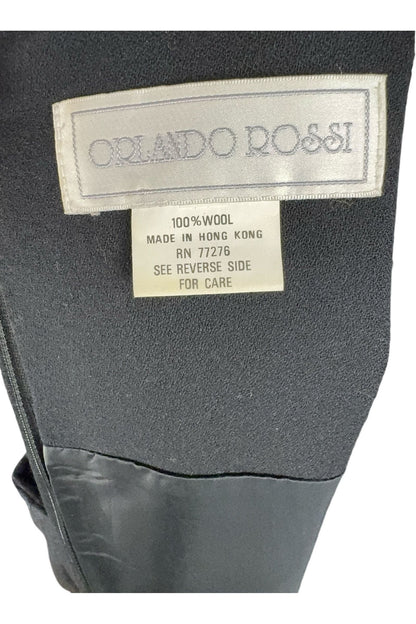 ORLANDO ROSSI
100% WOOL
MADE IN HONG KONG
RN 77276
SEE REVERSE SIDE
FOR CARE